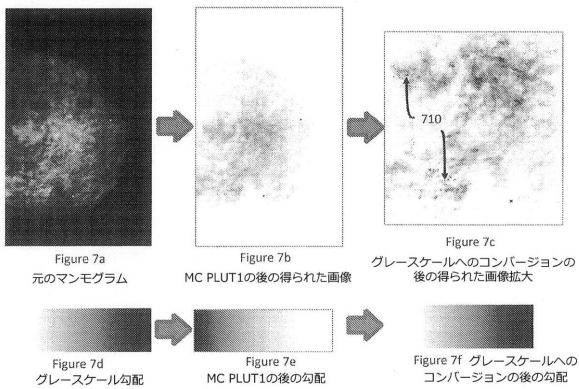 710
Figure 7a
Figure 7b
Figure 7c
元のマンモグラム
MC PLUT1の後の得られた画像
グレースケールへのコンバージョンの
後の得られた画像拡大
Figure 7d
グレースケール勾配
Figure 7e
MC PLUT1の後の勾配
Figure 7f グレースケールへの
コンバージョンの後の勾配